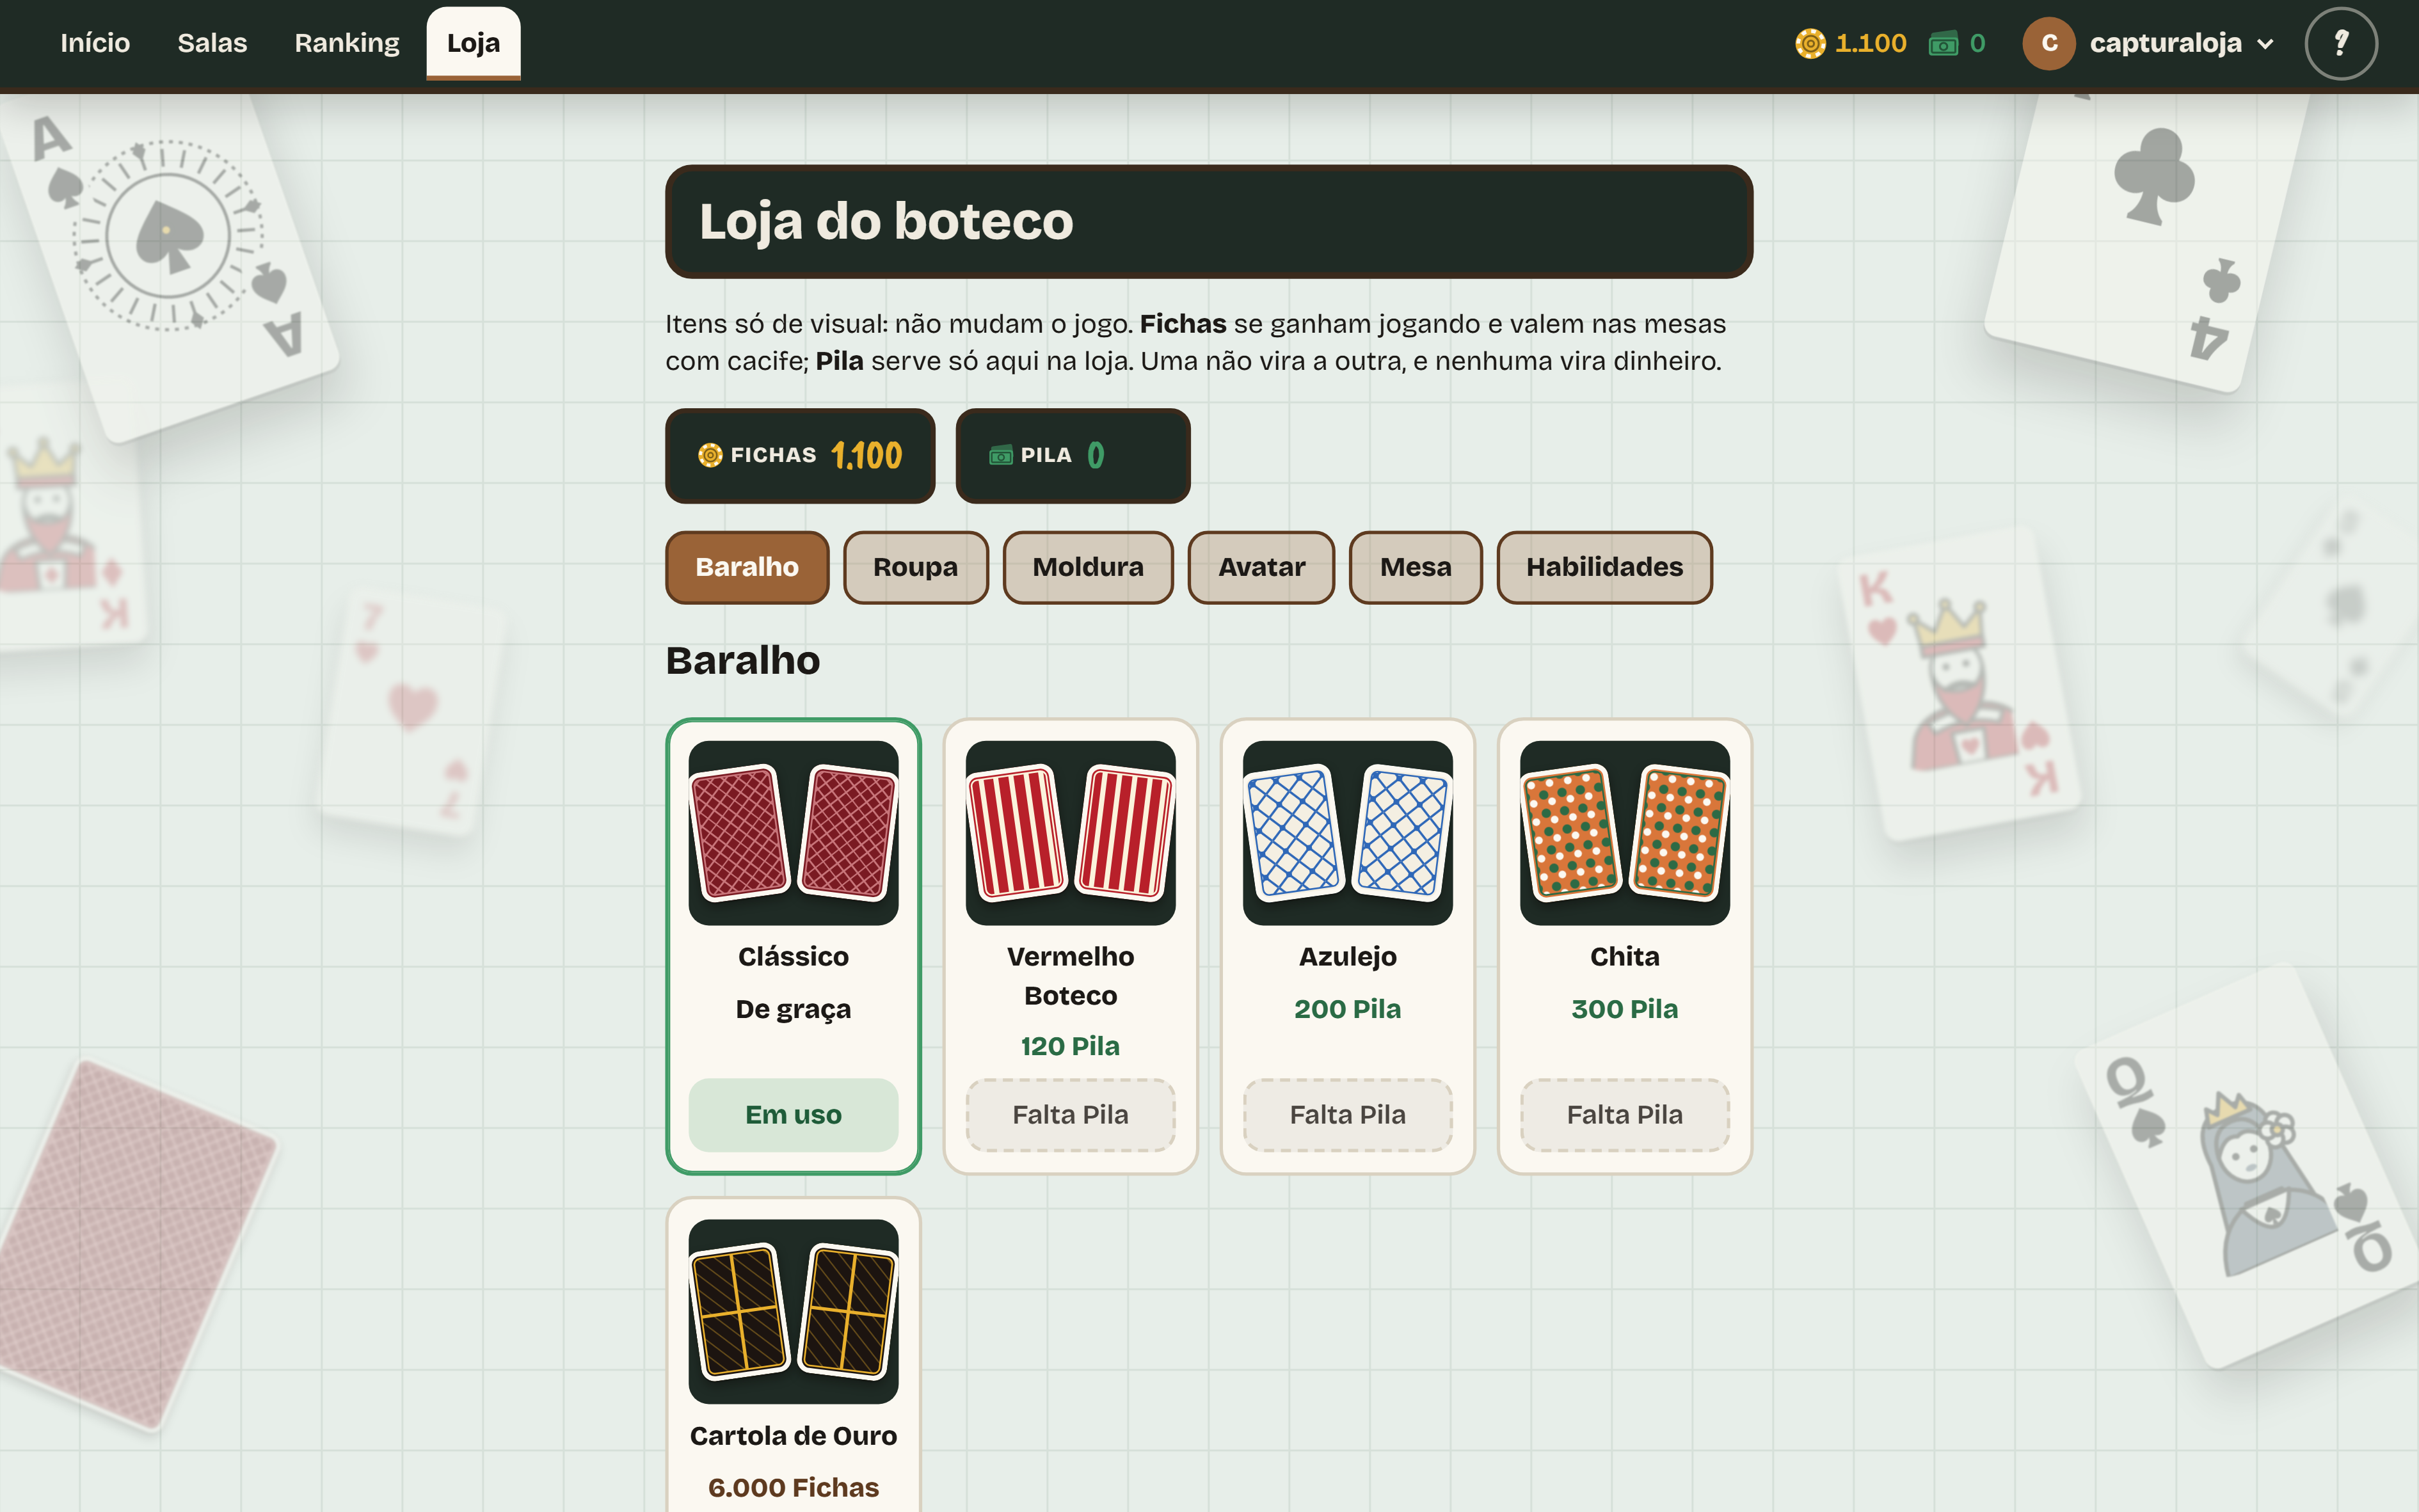 Início Salas Ranking Loja 1.100 0 C capturaloja ?
A
A
4
Loja do boteco
Itens só de visual: não mudam o jogo. Fichas se ganham jogando e valem nas mesas
com cacife; Pila serve só aqui na loja. Uma não vira a outra, e nenhuma vira dinheiro.
FICHAS 1.100 PILA 0
Baralho Roupa Moldura Avatar Mesa Habilidades
K
7
7
K
K
Baralho
Clássico
De graça
Em uso
Vermelho
Boteco
120 Pila
Falta Pila
Azulejo
200 Pila
Falta Pila
Chita
300 Pila
Falta Pila
Q
Q
Cartola de Ouro
6.000 Fichas